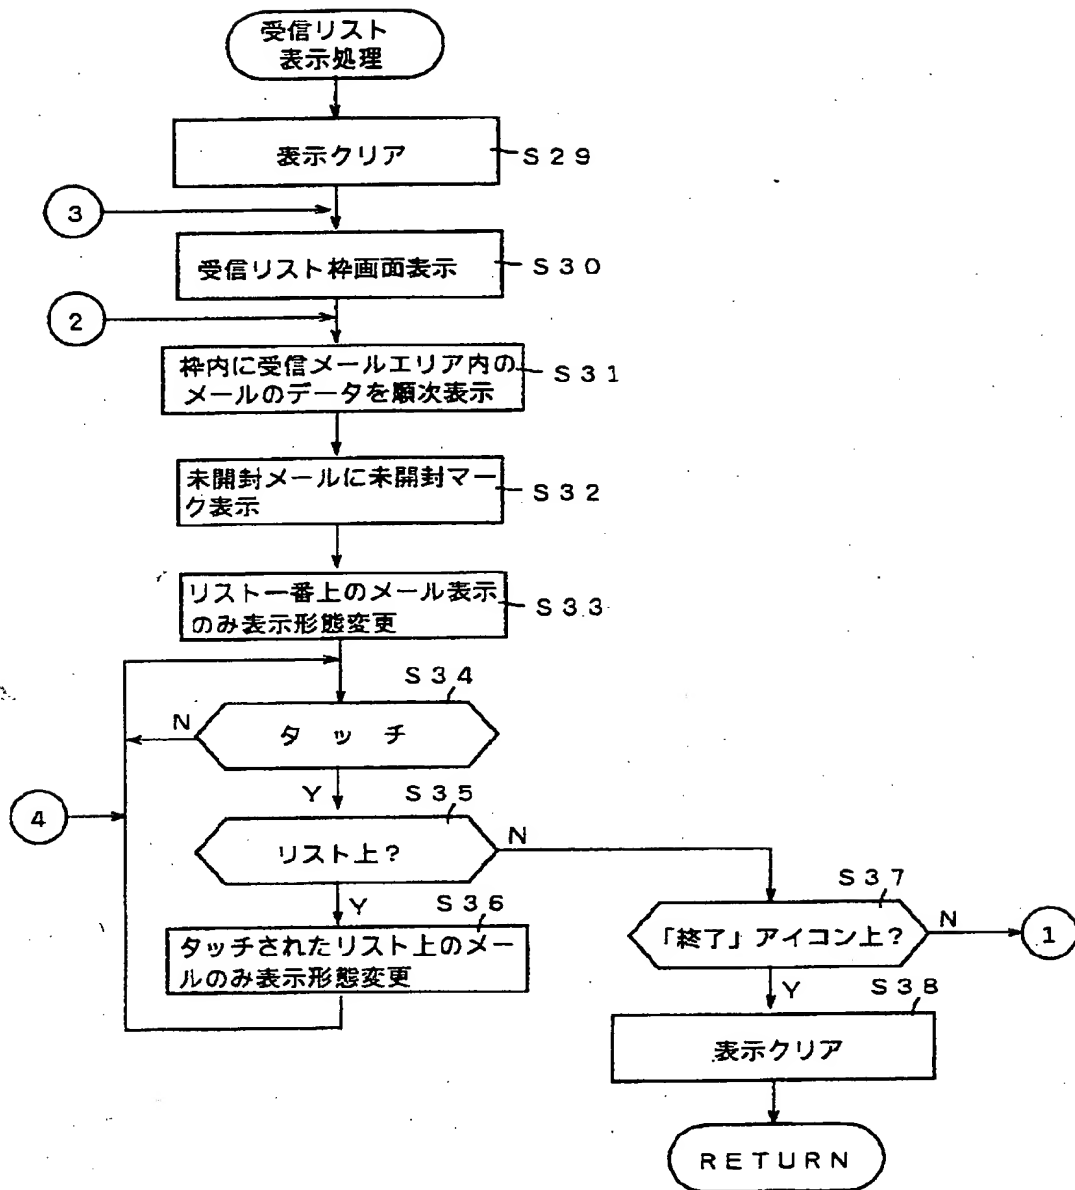 受信リスト
表示処理
表示クリア
S29
3
受信リスト枠画面表示
S30
2
枠内に受信メールエリア内の
メールのデータを順次表示
S31
未開封メールに未開封マー
ク表示
S32
リスト一番上のメール表示
のみ表示形態変更
S33
S34
N
タッチ
Y
S35
4
リスト上?
N
Y
S36
タッチされたリスト上のメー
ルのみ表示形態変更
S37
「終了」アイコン上?
N
1
Y
S38
表示クリア
RETURN